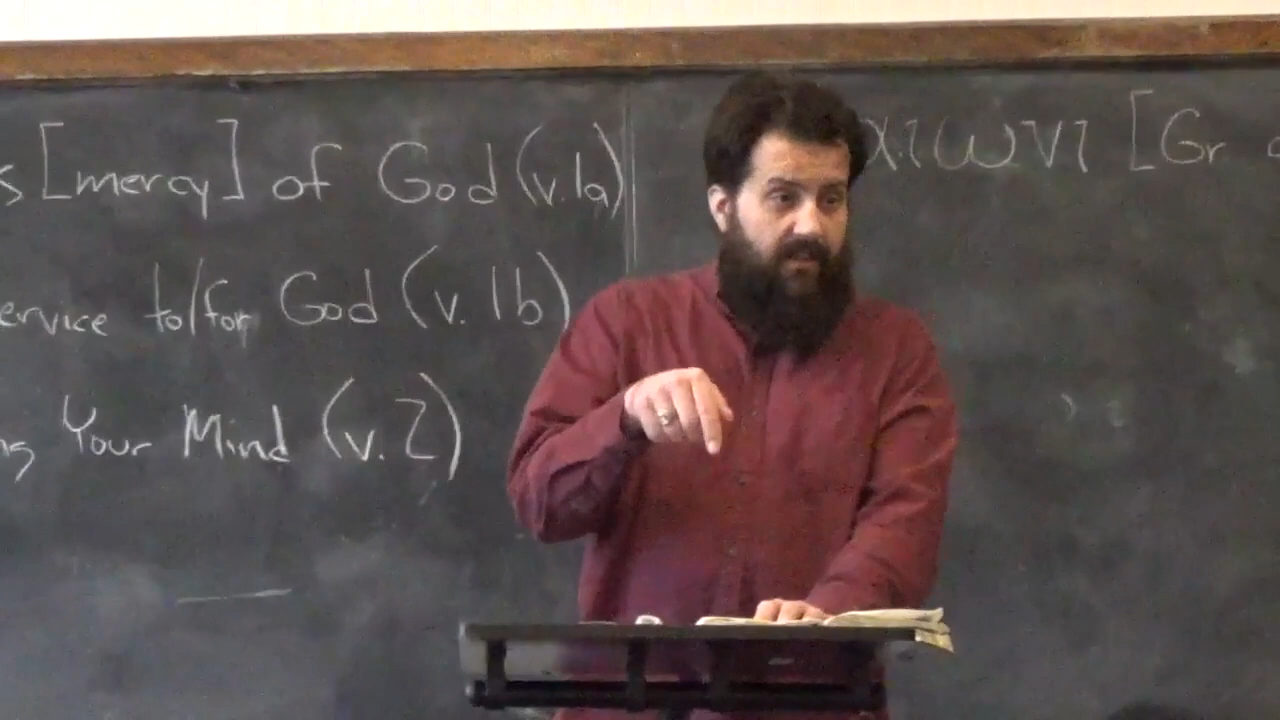 [mercy] of God (v.1a)
ervice to/for God (v. 1b)
Your Mind (v. 2)
[Gr